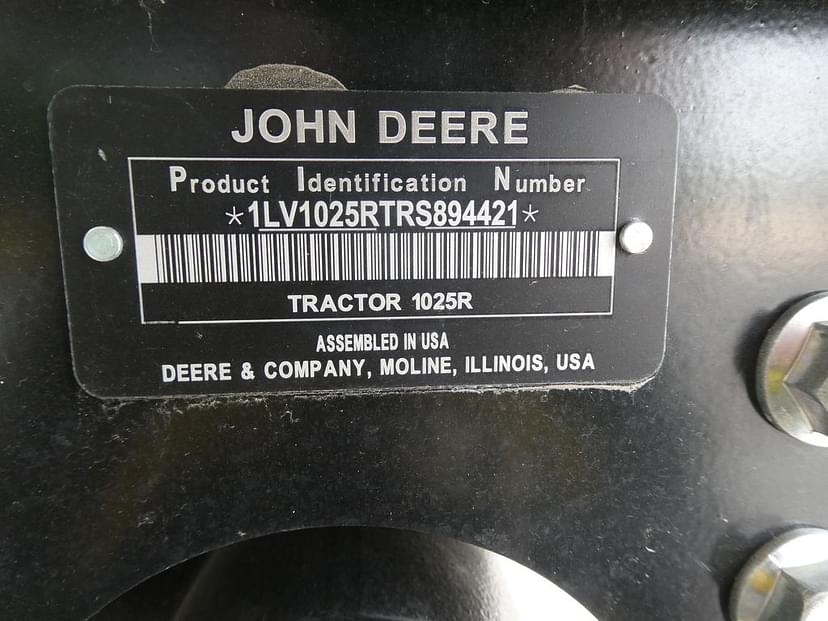 JOHN DEERE
Product Identification Number
*1LV1025RTRS894421*
TRACTOR 1025R
ASSEMBLED IN USA
DEERE & COMPANY, MOLINE, ILLINOIS, USA